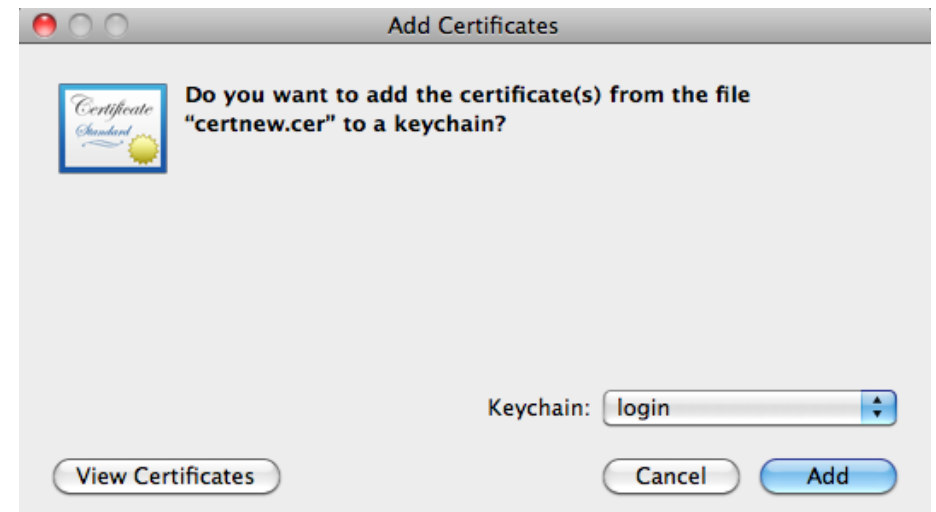 Add Certificates
Certificate
Standard
Do you want to add the certificate(s) from the file
“certnew.cer” to a keychain?
Keychain: login
View Certificates Cancel Add